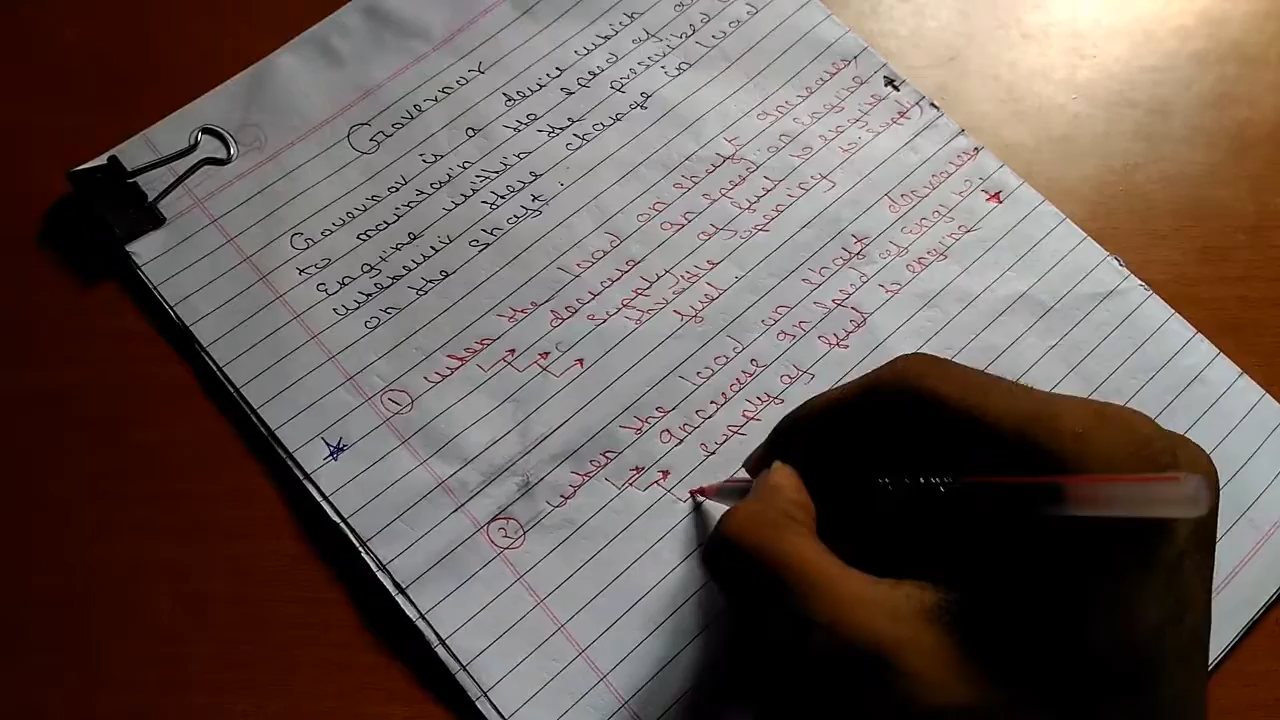 Governor
Governor is a device which
to maintain the speed of an
Engine within the prescribed
whenever there change in load
on the shaft.
① When the load on shaft increases,
decrease in speed on Engine
supply of fuel to engine ↑
throttle opening
fuel.
② When the load on shaft decreases
increase in speed of Engine.
supply of fuel to engine ↓